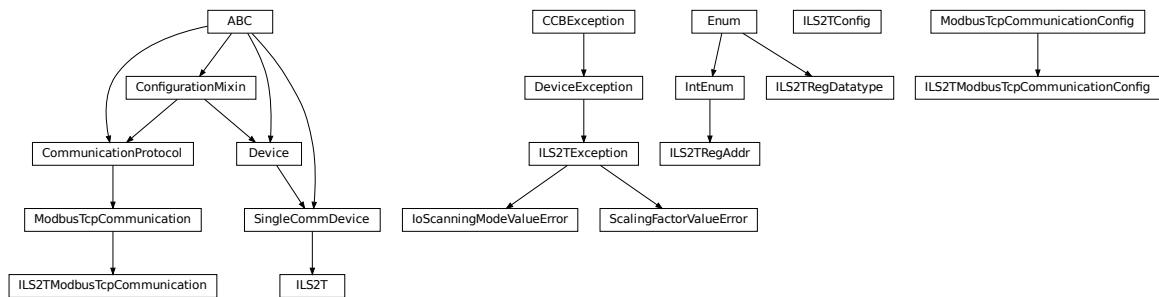 ABC
CCBException
Enum
ILS2TConfig
ModbusTcpCommunicationConfig
ConfigurationMixin
DeviceException
IntEnum
ILS2TRegDatatype
ILS2TModbusTcpCommunicationConfig
CommunicationProtocol
Device
ILS2TException
ILS2TRegAddr
ModbusTcpCommunication
SingleCommDevice
IoScanningModeValueError
ScalingFactorValueError
ILS2TModbusTcpCommunication
ILS2T